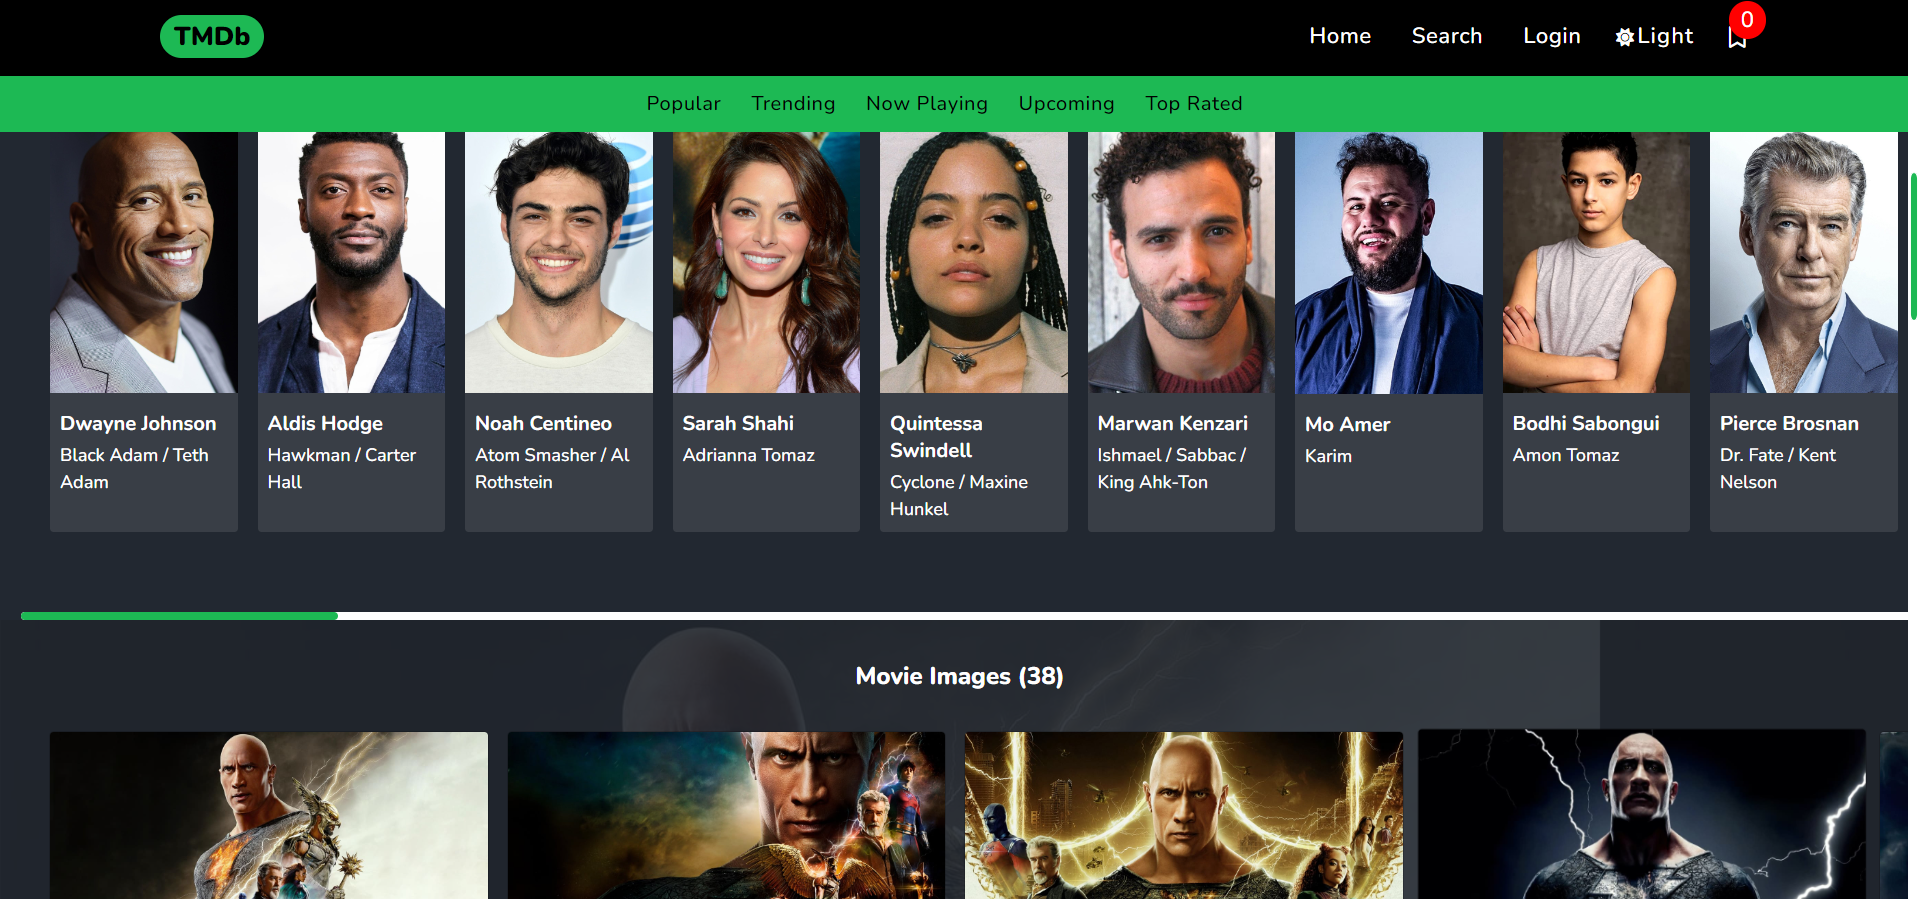 TMDb
Home
Search
Login
Light
0
Popular
Trending
Now Playing
Upcoming
Top Rated
Dwayne Johnson
Black Adam / Teth
Adam
Aldis Hodge
Hawkman / Carter
Hall
Noah Centineo
Atom Smasher / Al
Rothstein
Sarah Shahi
Adrianna Tomaz
Quintessa
Swindell
Cyclone / Maxine
Hunkel
Marwan Kenzari
Ishmael / Sabbac /
King Ahk-Ton
Mo Amer
Karim
Bodhi Sabongui
Amon Tomaz
Pierce Brosnan
Dr. Fate / Kent
Nelson
Movie Images (38)